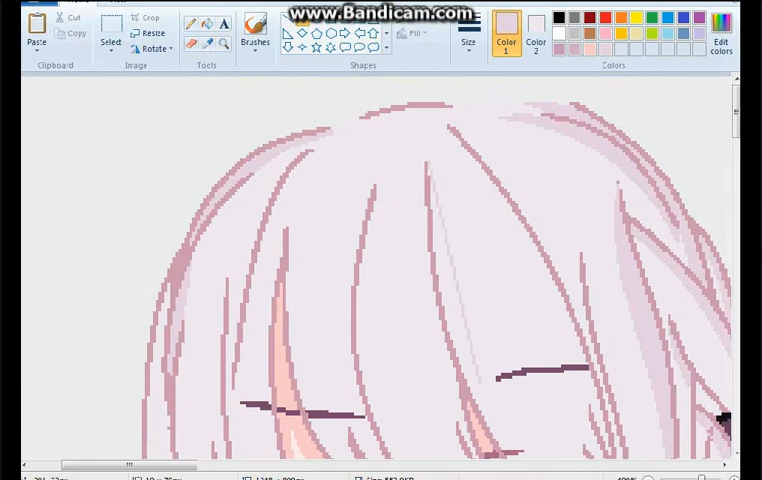 www.Bandicam.com
Cut
Crop
Copy
Resize
Paste
Select
Rotate
Brushes
Fill
Size
Color 1
Color 2
Edit colors
Clipboard
Image
Tools
Shapes
Colors